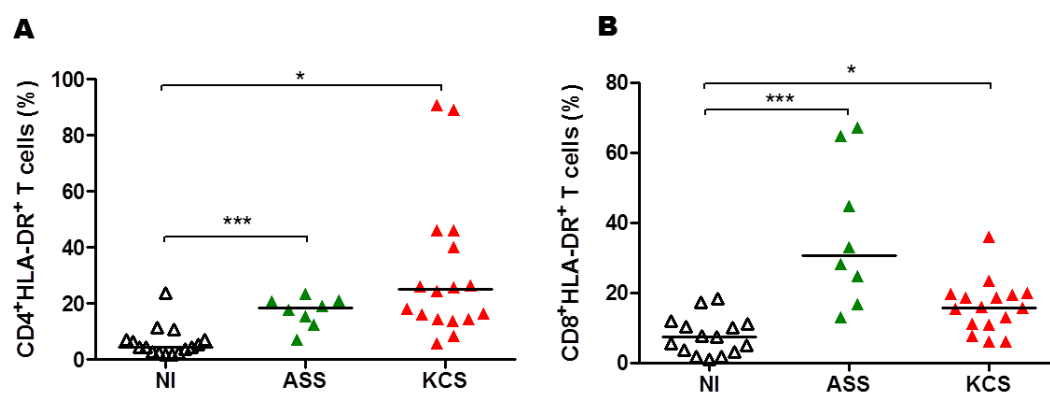 A
CD4+HLA-DR+ T cells (%)
100
80
60
40
20
0
*
***
NI ASS KCS
B
CD8+HLA-DR+ T cells (%)
80
60
40
20
0
*
***
NI ASS KCS